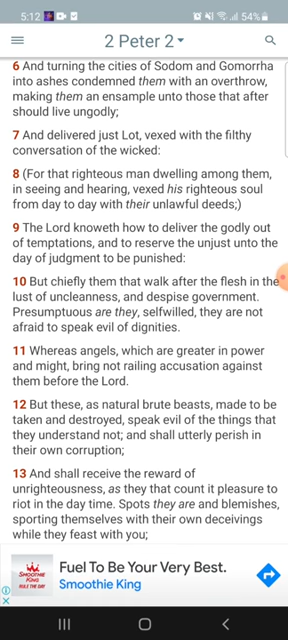 5:12 54%
2 Peter 2
6 And turning the cities of Sodom and Gomorrha
into ashes condemned them with an overthrow,
making them an ensample unto those that after
should live ungodly;
7 And delivered just Lot, vexed with the filthy
conversation of the wicked:
8 (For that righteous man dwelling among them,
in seeing and hearing, vexed his righteous soul
from day to day with their unlawful deeds;)
9 The Lord knoweth how to deliver the godly out
of temptations, and to reserve the unjust unto the
day of judgment to be punished:
10 But chiefly them that walk after the flesh in the
lust of uncleanness, and despise government.
Presumptuous are they, selfwilled, they are not
afraid to speak evil of dignities.
11 Whereas angels, which are greater in power
and might, bring not railing accusation against
them before the Lord.
12 But these, as natural brute beasts, made to be
taken and destroyed, speak evil of the things that
they understand not; and shall utterly perish in
their own corruption;
13 And shall receive the reward of
unrighteousness, as they that count it pleasure to
riot in the day time. Spots they are and blemishes,
sporting themselves with their own deceivings
while they feast with you;
SMOOTHIE
KING
RULE THE DAY
Fuel To Be Your Very Best.
Smoothie King